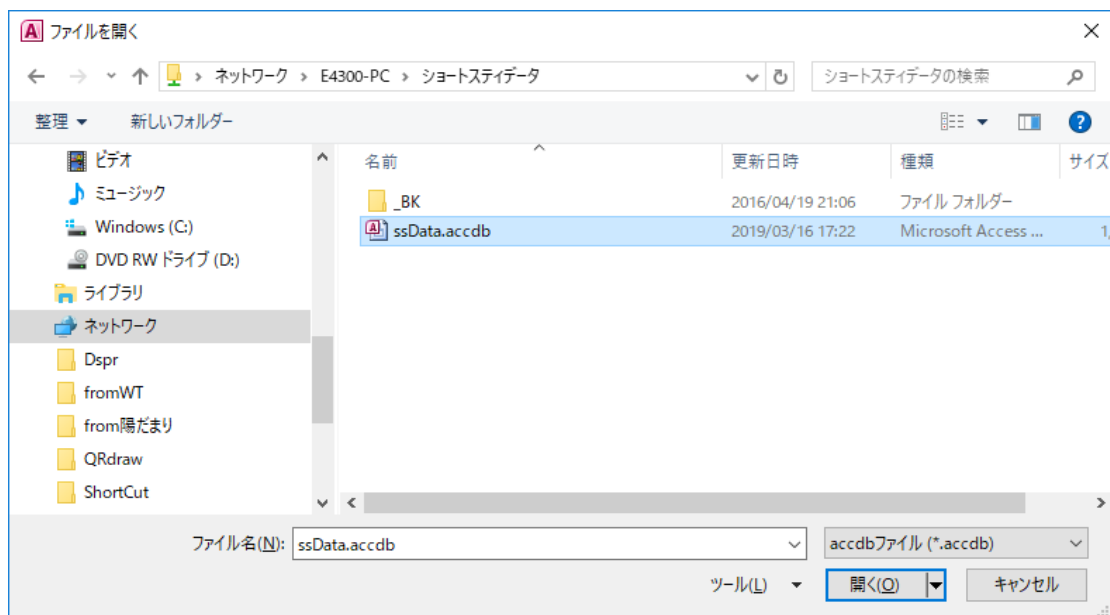 ファイルを開く
ネットワーク › E4300-PC › ショートスティデータ
ショートスティデータの検索
整理 新しいフォルダー
ビデオ
ミュージック
Windows (C:)
DVD RW ドライブ (D:)
ライブラリ
ネットワーク
Dspr
fromWT
from陽だまり
QRdraw
ShortCut
名前 更新日時 種類 サイズ
_BK 2016/04/19 21:06 ファイル フォルダー
ssData.accdb 2019/03/16 17:22 Microsoft Access ... 1,
ファイル名(N): ssData.accdb accdbファイル (*.accdb)
ツール(L) 開く(O) キャンセル